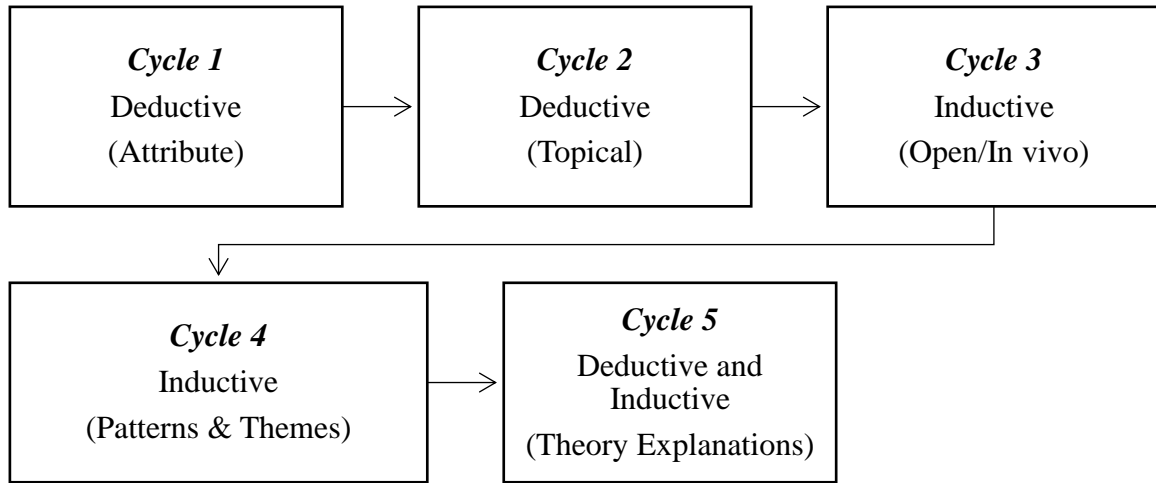 Cycle 1
Deductive
(Attribute)
Cycle 2
Deductive
(Topical)
Cycle 3
Inductive
(Open/In vivo)
Cycle 4
Inductive
(Patterns & Themes)
Cycle 5
Deductive and
Inductive
(Theory Explanations)